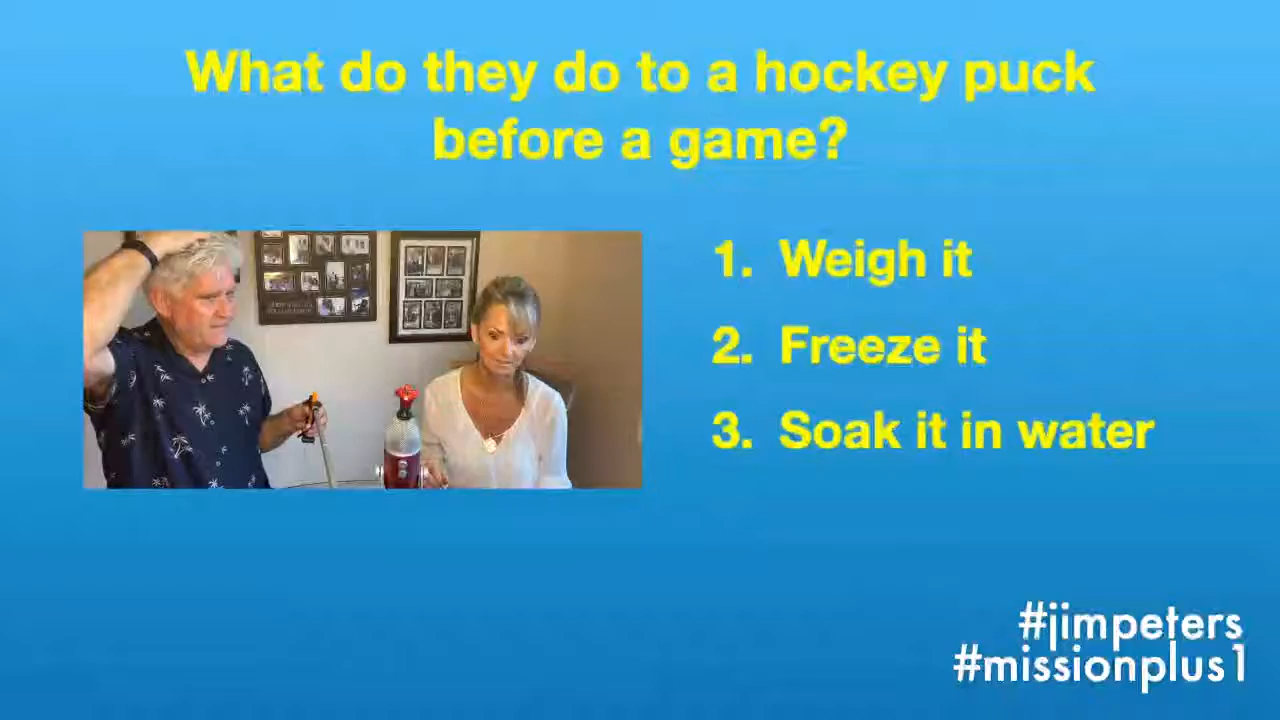 What do they do to a hockey puck
before a game?
1. Weigh it
2. Freeze it
3. Soak it in water
#jimpeters
#missionplus1